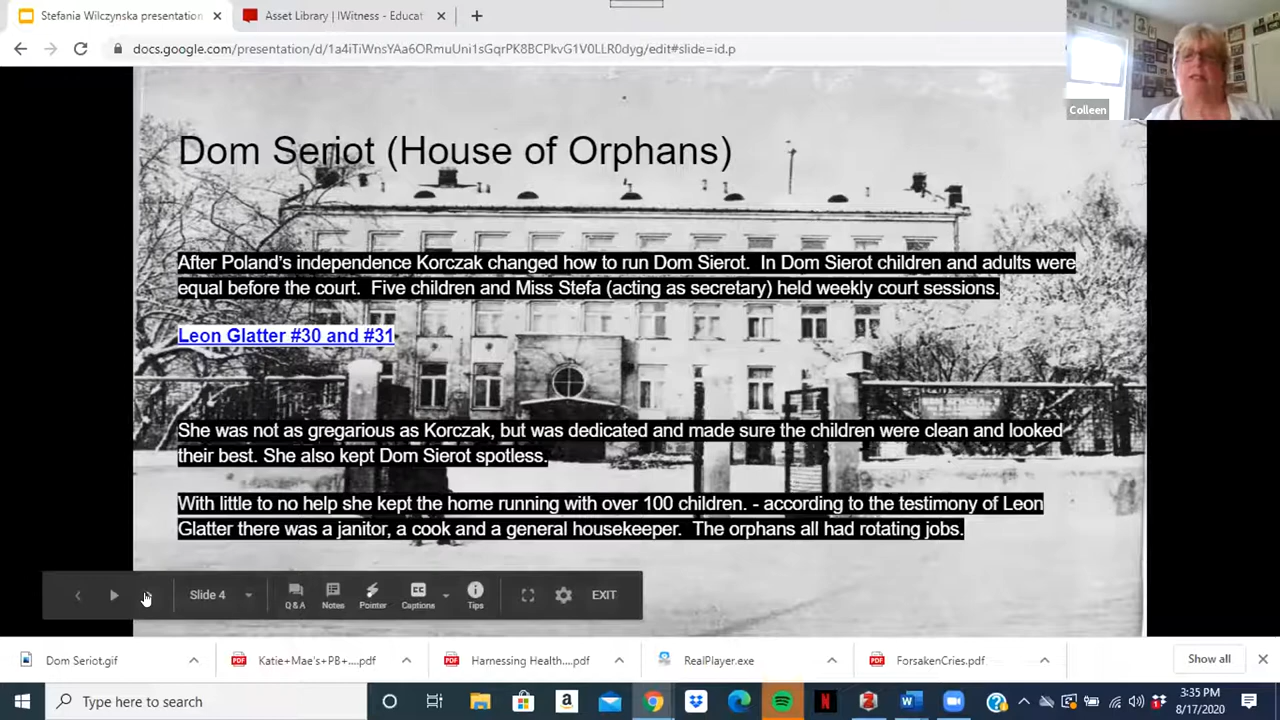 Stefania Wilczynska presentation
Asset Library | IWitness - Educat
docs.google.com/presentation/d/1a4iTiWnsYAa6ORmuUni1sGqrPK8BCPkvG1V0LLR0dyg/edit#slide=id.p
Colleen
Dom Seriot (House of Orphans)
After Poland's independence Korczak changed how to run Dom Sierot. In Dom Sierot children and adults were
equal before the court. Five children and Miss Stefa (acting as secretary) held weekly court sessions.
Leon Glatter #30 and #31
She was not as gregarious as Korczak, but was dedicated and made sure the children were clean and looked
their best. She also kept Dom Sierot spotless.
With little to no help she kept the home running with over 100 children. - according to the testimony of Leon
Glatter there was a janitor, a cook and a general housekeeper. The orphans all had rotating jobs.
Slide 4
Q & A
Notes
Pointer
CC
Captions
Tips
EXIT
Dom Seriot.gif
PDF
Katie+Mae's+PB+....pdf
PDF
Harnessing Health....pdf
RealPlayer.exe
PDF
ForsakenCries.pdf
Show all
Type here to search
3:35 PM
8/17/2020